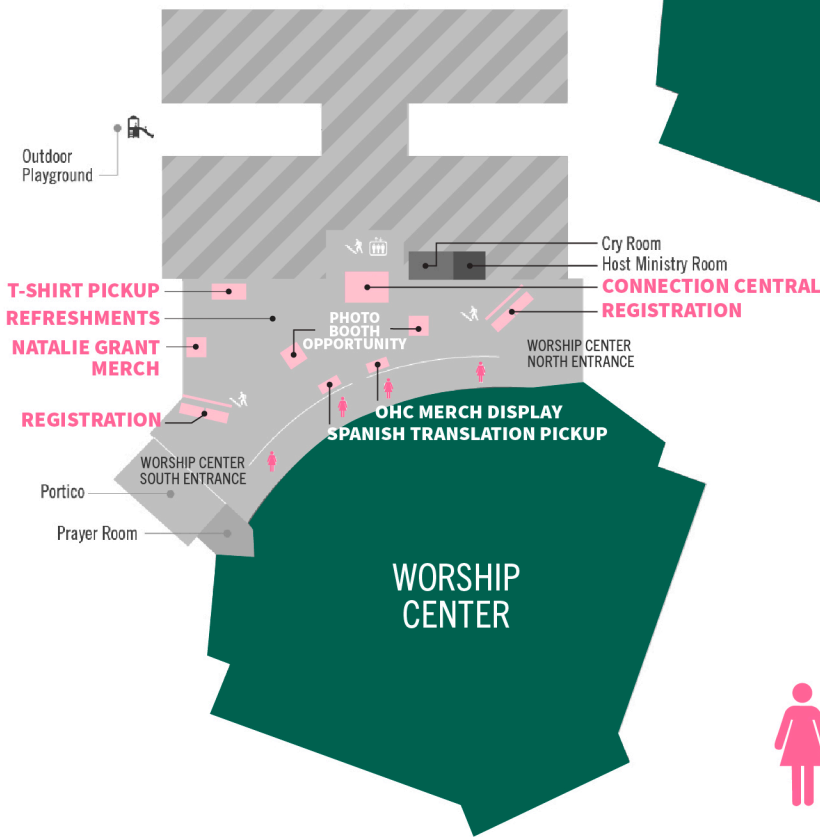 Outdoor
Playground
Cry Room
Host Ministry Room
T-SHIRT PICKUP
CONNECTION CENTRAL
REFRESHMENTS
REGISTRATION
PHOTO
BOOTH
OPPORTUNITY
NATALIE GRANT
MERCH
WORSHIP CENTER
NORTH ENTRANCE
REGISTRATION
OHC MERCH DISPLAY
SPANISH TRANSLATION PICKUP
WORSHIP CENTER
SOUTH ENTRANCE
Portico
Prayer Room
WORSHIP
CENTER